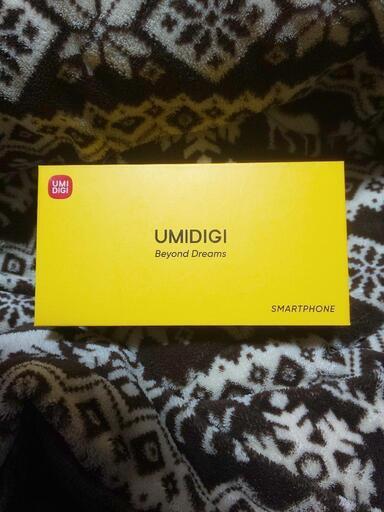 UMI
DIGI
UMIDIGI
Beyond Dreams
SMARTPHONE